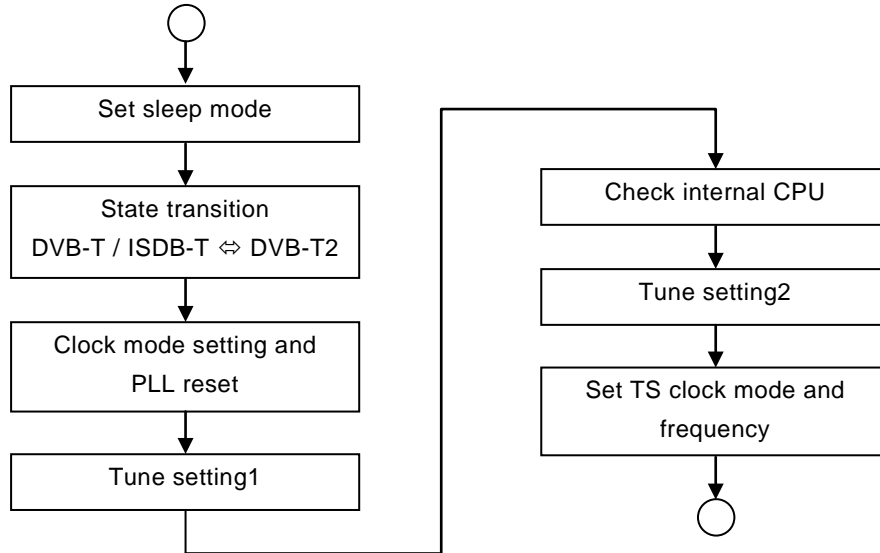 Set sleep mode
State transition
DVB-T / ISDB-T ⇔ DVB-T2
Clock mode setting and
PLL reset
Tune setting1
Check internal CPU
Tune setting2
Set TS clock mode and
frequency